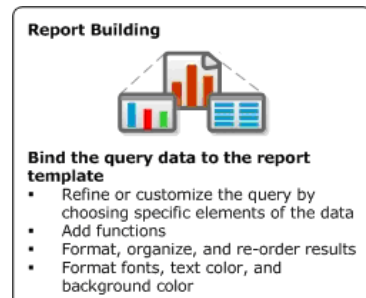 Report Building
Bind the query data to the report
template
▪ Refine or customize the query by
choosing specific elements of the data
▪ Add functions
▪ Format, organize, and re-order results
▪ Format fonts, text color, and
background color